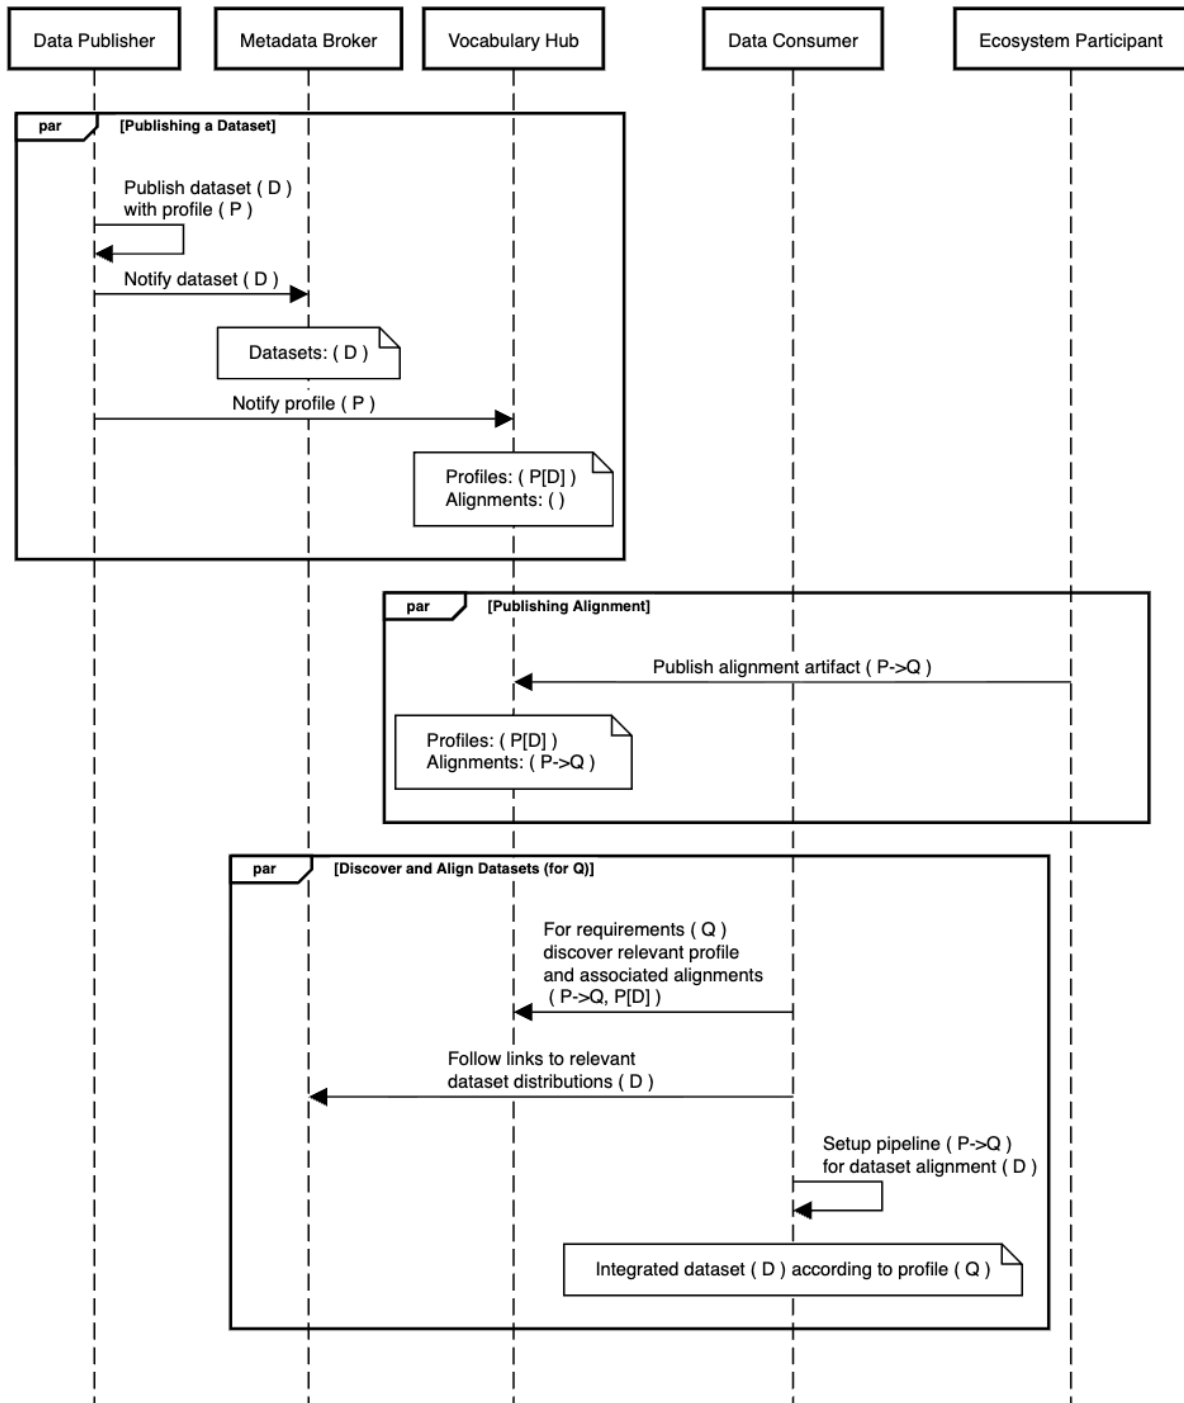 Data Publisher
Metadata Broker
Vocabulary Hub
Data Consumer
Ecosystem Participant
par
[Publishing a Dataset]
Publish dataset ( D )
with profile ( P )
Notify dataset ( D )
Datasets: ( D )
Notify profile ( P )
Profiles: ( P[D] )
Alignments: ( )
par
[Publishing Alignment]
Publish alignment artifact ( P->Q )
Profiles: ( P[D] )
Alignments: ( P->Q )
par
[Discover and Align Datasets (for Q)]
For requirements ( Q )
discover relevant profile
and associated alignments
( P->Q, P[D] )
Follow links to relevant
dataset distributions ( D )
Setup pipeline ( P->Q )
for dataset alignment ( D )
Integrated dataset ( D ) according to profile ( Q )